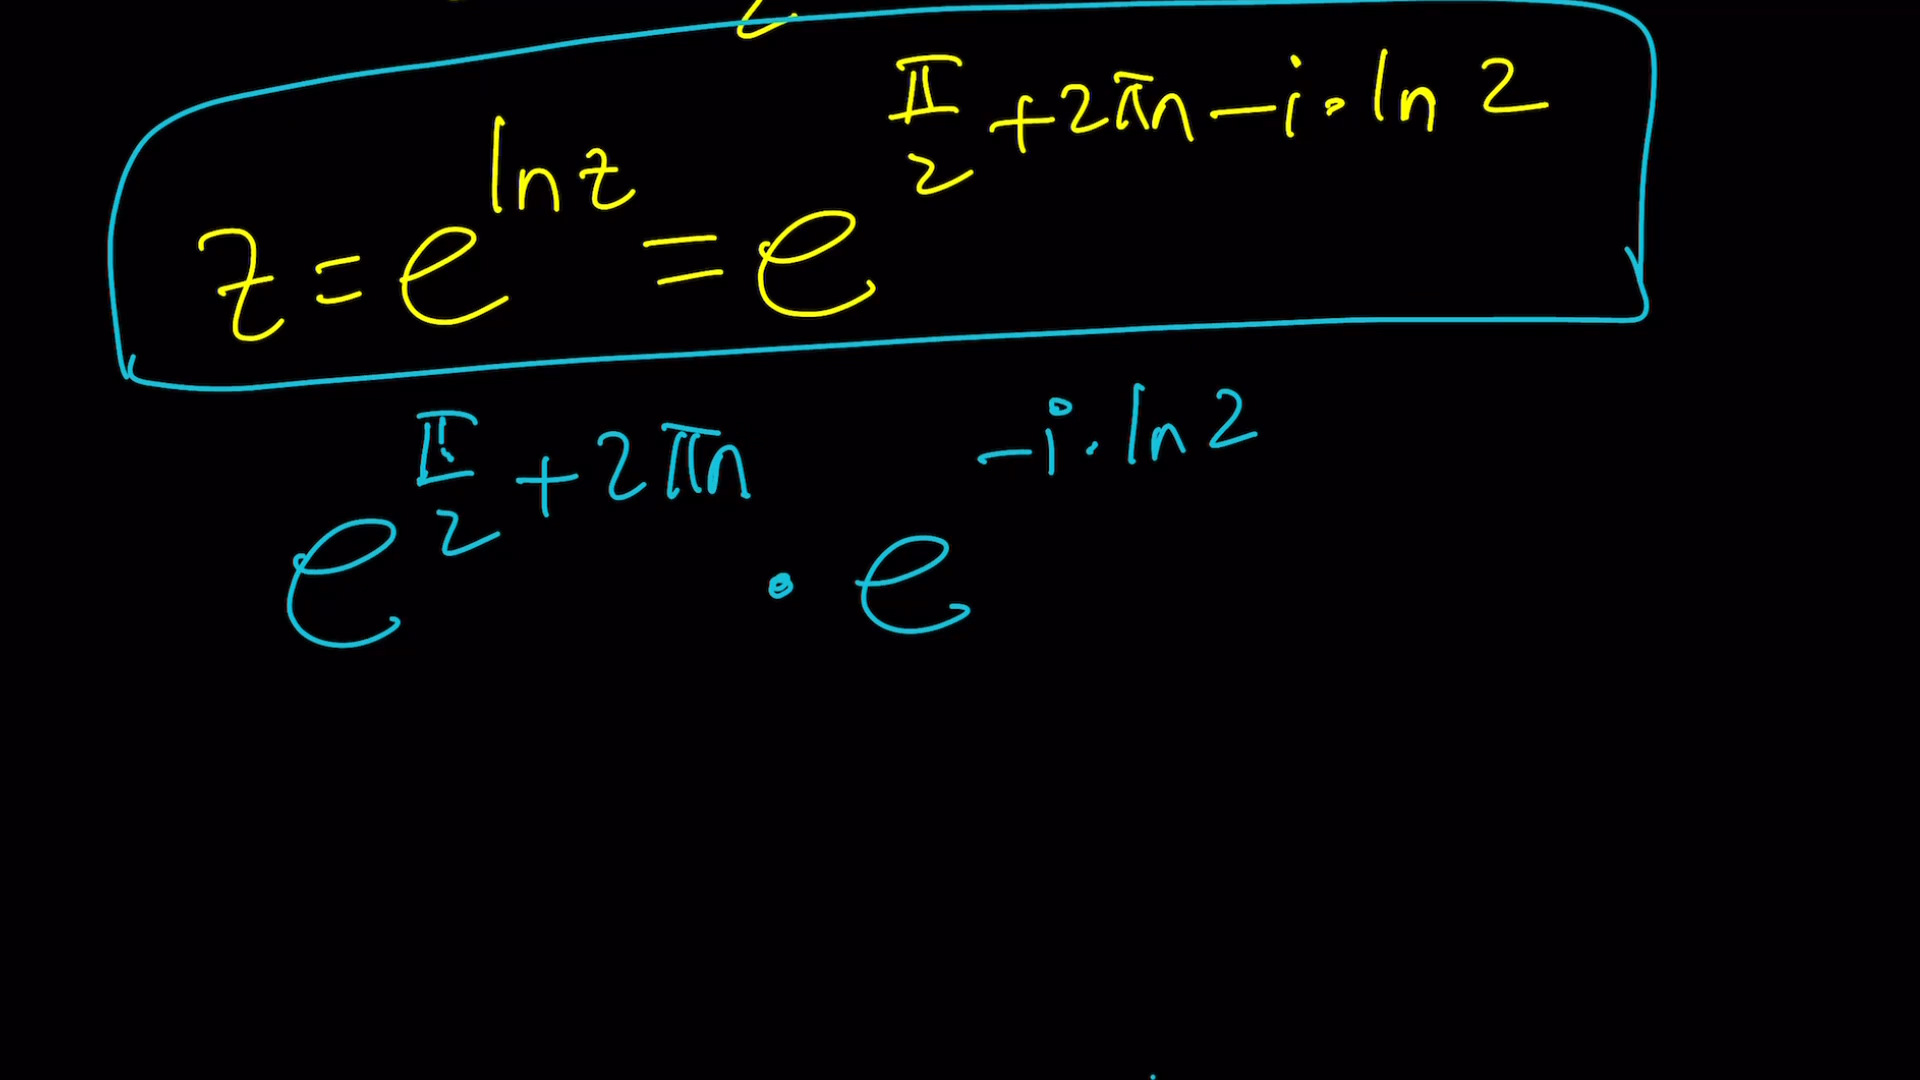 z = e^{ln z} = e^{π/2 + 2πn - i · ln 2}
e^{π/2 + 2πn} · e^{-i · ln 2}